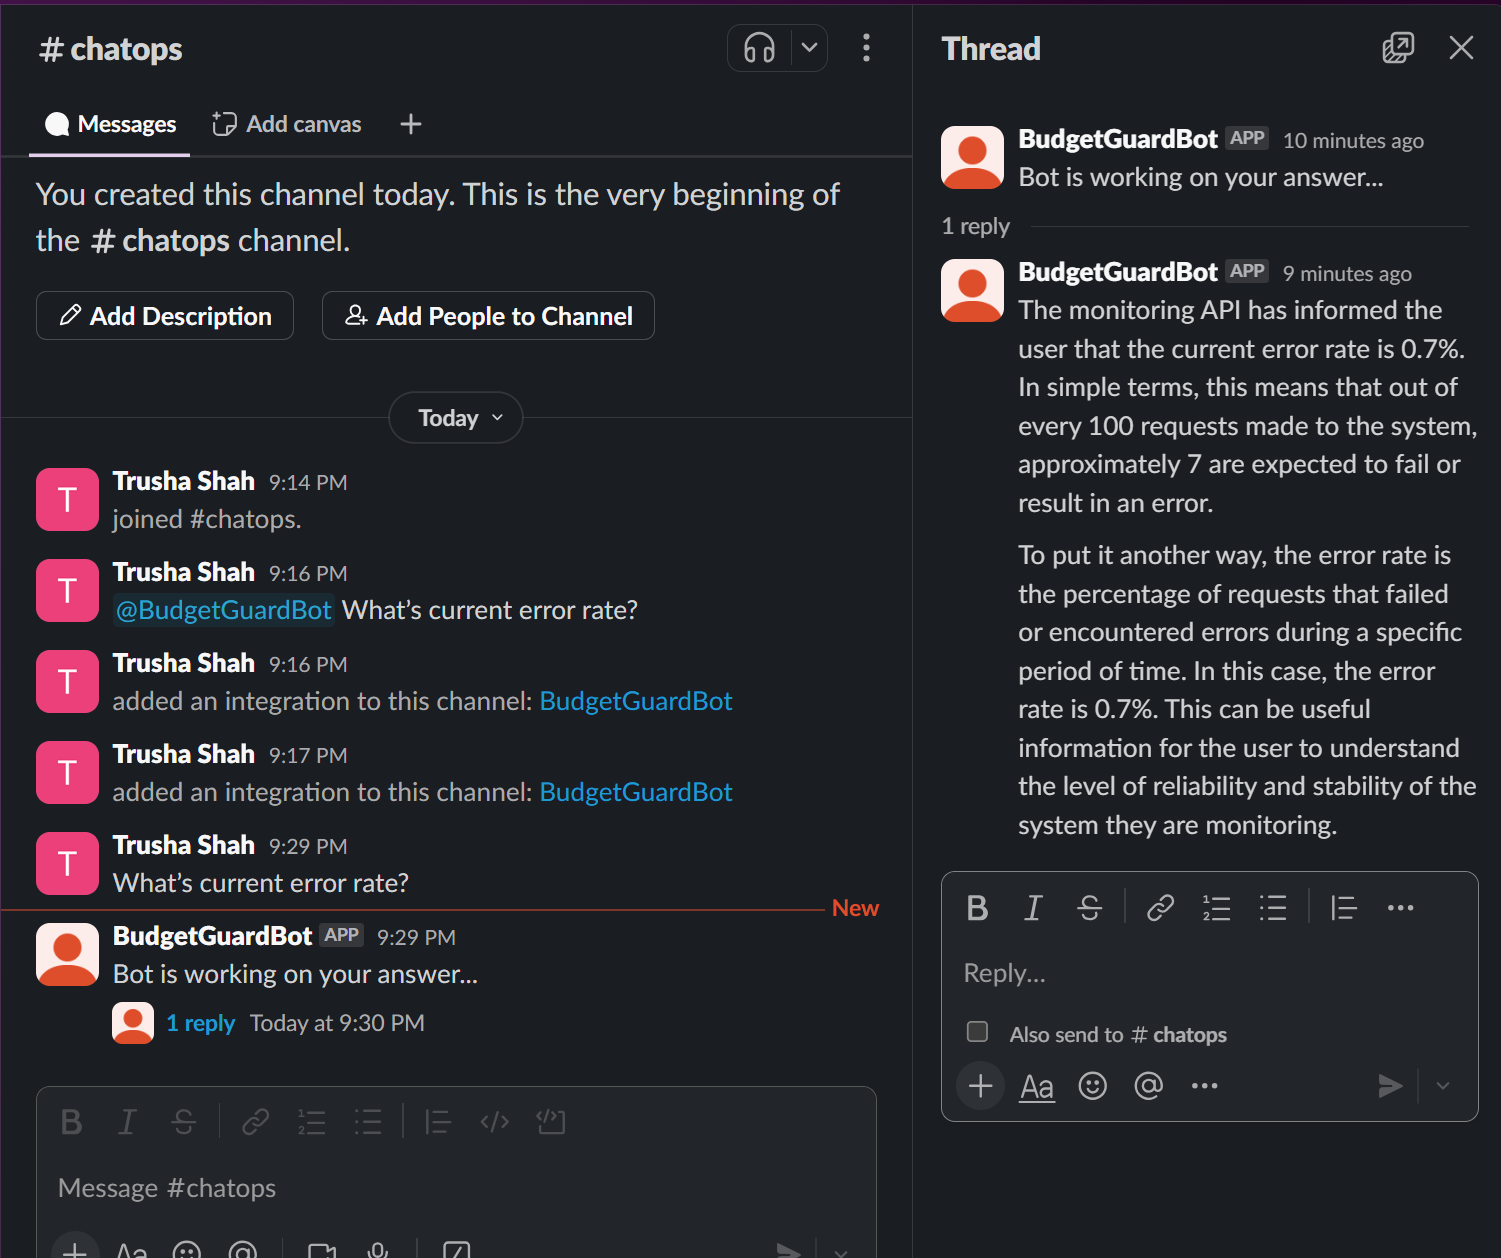 # chatops
Messages
Add canvas
You created this channel today. This is the very beginning of
the # chatops channel.
Add Description
Add People to Channel
Today
T
Trusha Shah 9:14 PM
joined #chatops.
T
Trusha Shah 9:16 PM
@BudgetGuardBot What's current error rate?
T
Trusha Shah 9:16 PM
added an integration to this channel: BudgetGuardBot
T
Trusha Shah 9:17 PM
added an integration to this channel: BudgetGuardBot
T
Trusha Shah 9:29 PM
What's current error rate?
New
BudgetGuardBot APP 9:29 PM
Bot is working on your answer...
1 reply Today at 9:30 PM
B I S
Message #chatops
Aa
Thread
BudgetGuardBot APP 10 minutes ago
Bot is working on your answer...
1 reply
BudgetGuardBot APP 9 minutes ago
The monitoring API has informed the
user that the current error rate is 0.7%.
In simple terms, this means that out of
every 100 requests made to the system,
approximately 7 are expected to fail or
result in an error.
To put it another way, the error rate is
the percentage of requests that failed
or encountered errors during a specific
period of time. In this case, the error
rate is 0.7%. This can be useful
information for the user to understand
the level of reliability and stability of the
system they are monitoring.
B I S
Reply...
Also send to # chatops
Aa